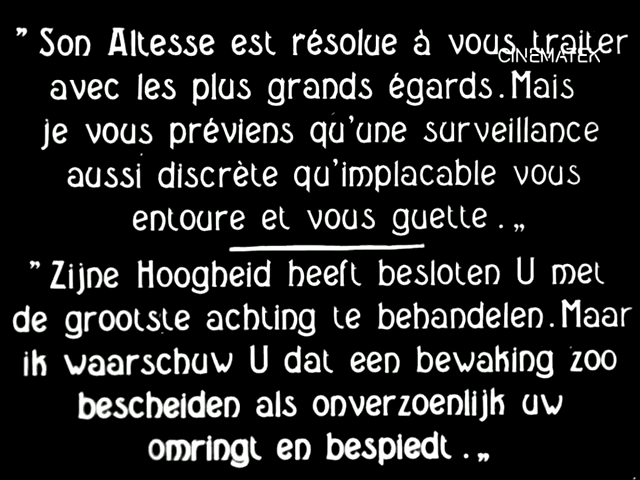 ” Son Altesse est résolue à vous traiter
CINEMATEK
avec les plus grands égards. Mais
je vous préviens qu'une surveillance
aussi discrète qu'implacable vous
entoure et vous guette. „
” Zijne Hoogheid heeft besloten U met
de grootste achting te behandelen. Maar
ik waarschuw U dat een bewaking zoo
bescheiden als onverzoenlijk uw
omringt en bespiedt. „